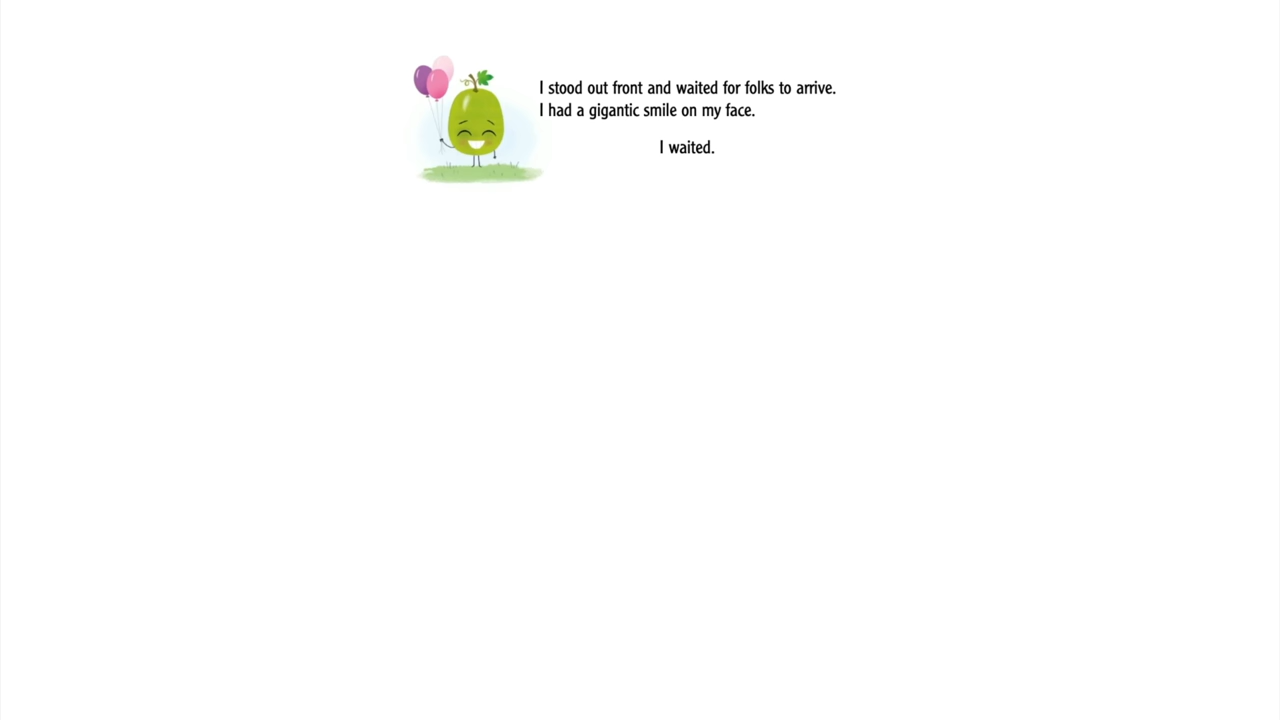 I stood out front and waited for folks to arrive.
I had a gigantic smile on my face.
I waited.